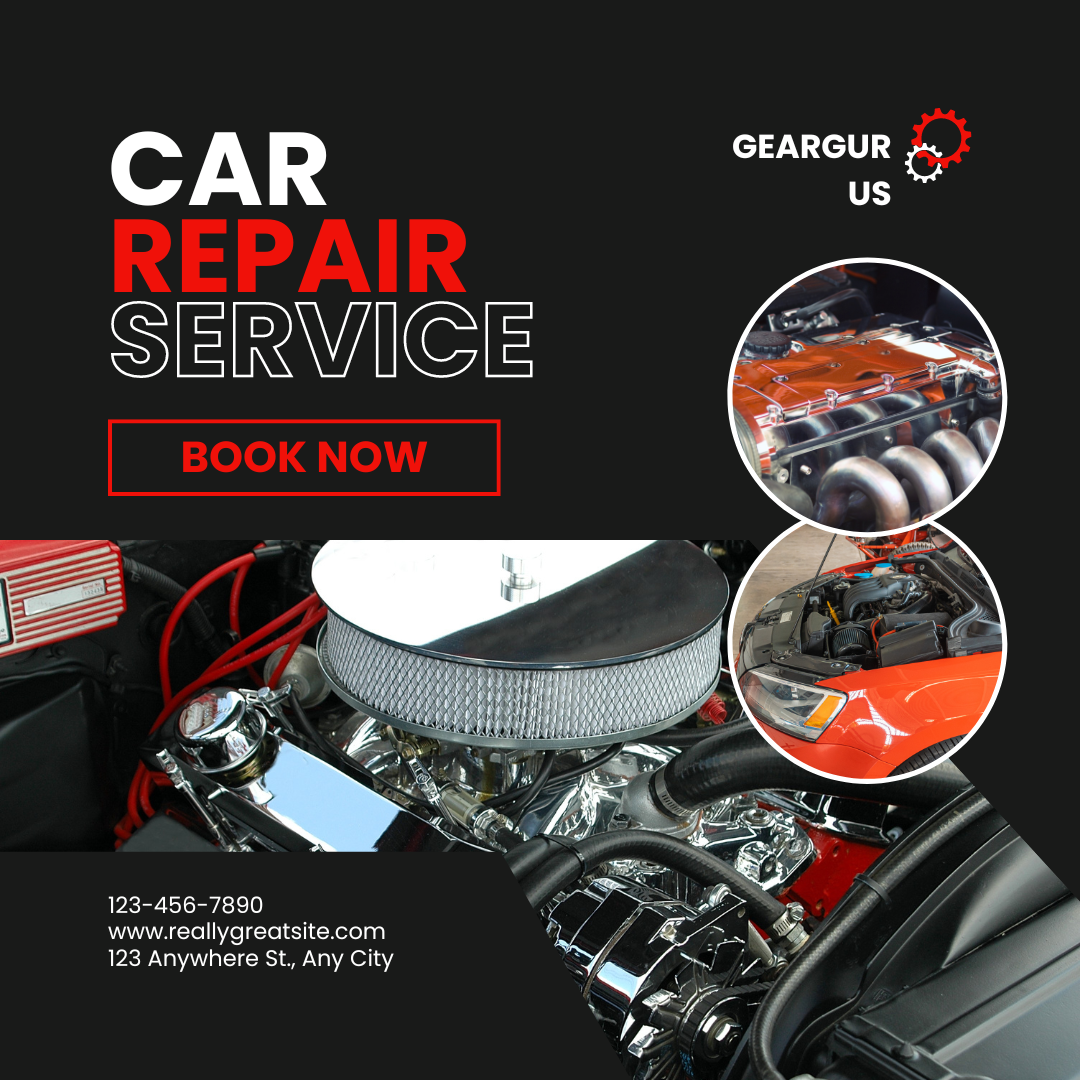 CAR
REPAIR
SERVICE
GEARGUR
US
BOOK NOW
123-456-7890
www.reallygreatsite.com
123 Anywhere St., Any City